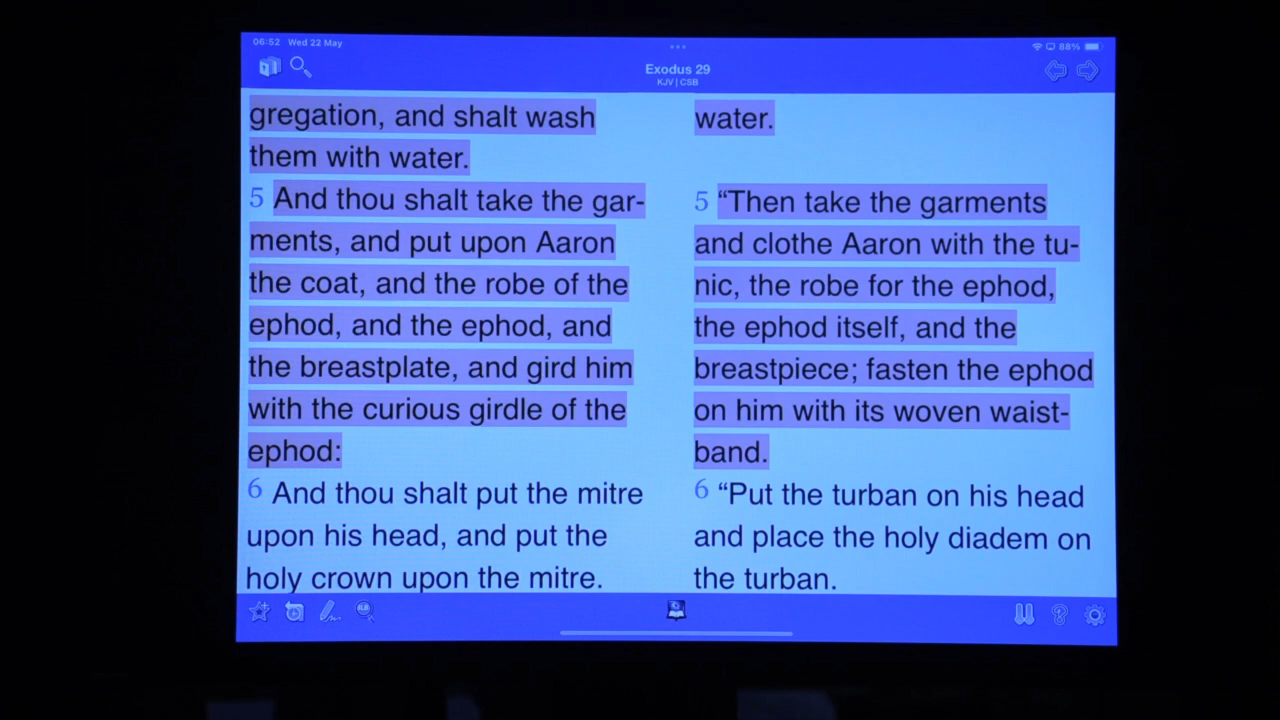 06:52 Wed 22 May
88%
Exodus 29
KJV | CSB
gregation, and shalt wash
them with water.
5 And thou shalt take the gar-
ments, and put upon Aaron
the coat, and the robe of the
ephod, and the ephod, and
the breastplate, and gird him
with the curious girdle of the
ephod:
6 And thou shalt put the mitre
upon his head, and put the
holy crown upon the mitre.
water.
5 “Then take the garments
and clothe Aaron with the tu-
nic, the robe for the ephod,
the ephod itself, and the
breastpiece; fasten the ephod
on him with its woven waist-
band.
6 “Put the turban on his head
and place the holy diadem on
the turban.